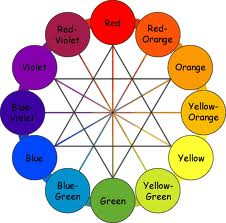 Red
Red-
Orange
Orange
Yellow-
Orange
Yellow
Yellow-
Green
Green
Blue-
Green
Blue
Blue-
Violet
Violet
Red-
Violet